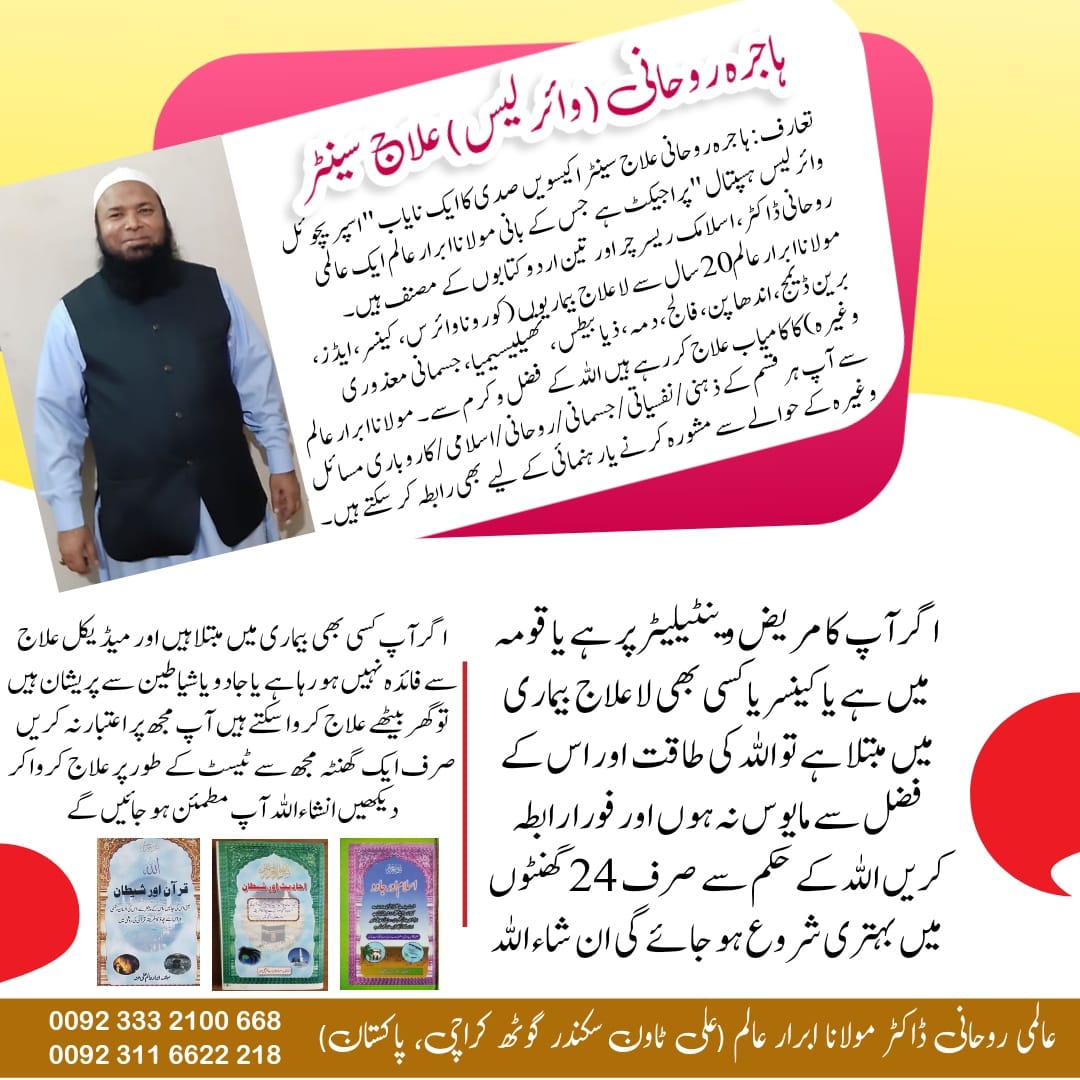 ہاجرہ روحانی (وائر لیس) علاج سینٹر
تعارف: ہاجرہ روحانی علاج سینٹر اکیسویں صدی کا ایک نایاب "اسپریچوئل
وائر لیس ہسپتال" پراجیکٹ ہے جس کے بانی مولانا ابرار عالم ایک عالمی
روحانی ڈاکٹر، اسلامک ریسرچر اور تین اردو کتابوں کے مصنف ہیں۔
مولانا ابرار عالم 20 سال سے لاعلاج بیماریوں (کورونا وائرس، کینسر، ایڈز،
برین ڈیمیج، اندھا پن، فالج، دمہ، ذیابیطس، تھیلیسیمیا، جسمانی معذوری
وغیرہ) کا کامیاب علاج کر رہے ہیں اللہ کے فضل و کرم سے۔ مولانا ابرار عالم
سے آپ ہر قسم کے ذہنی/نفسیاتی/جسمانی/روحانی/اسلامی/کاروباری مسائل
وغیرہ کے حوالے سے مشورہ کرنے یا رہنمائی کے لیے بھی رابطہ کر سکتے ہیں۔
اگر آپ کا مریض وینٹیلیٹر پر ہے یا قومہ
میں ہے یا کینسر یا کسی بھی لاعلاج بیماری
میں مبتلا ہے تو اللہ کی طاقت اور اس کے
فضل سے مایوس نہ ہوں اور فورا رابطہ
کریں اللہ کے حکم سے صرف 24 گھنٹوں
میں بہتری شروع ہو جائے گی ان شاء اللہ
اگر آپ کسی بھی بیماری میں مبتلا ہیں اور میڈیکل علاج
سے فائدہ نہیں ہو رہا ہے یا جادو یا شیاطین سے پریشان ہیں
تو گھر بیٹھے علاج کروا سکتے ہیں آپ مجھ پر اعتبار نہ کریں
صرف ایک گھنٹہ مجھ سے ٹیسٹ کے طور پر علاج کروا کر
دیکھیں انشاء اللہ آپ مطمئن ہو جائیں گے
اسلام اور جادو
احادیث اور شیطان
اللہ
قرآن اور شیطان
عالمی روحانی ڈاکٹر مولانا ابرار عالم (علی ٹاون سکندر گوٹھ کراچی، پاکستان)
0092 333 2100 668
0092 311 6622 218